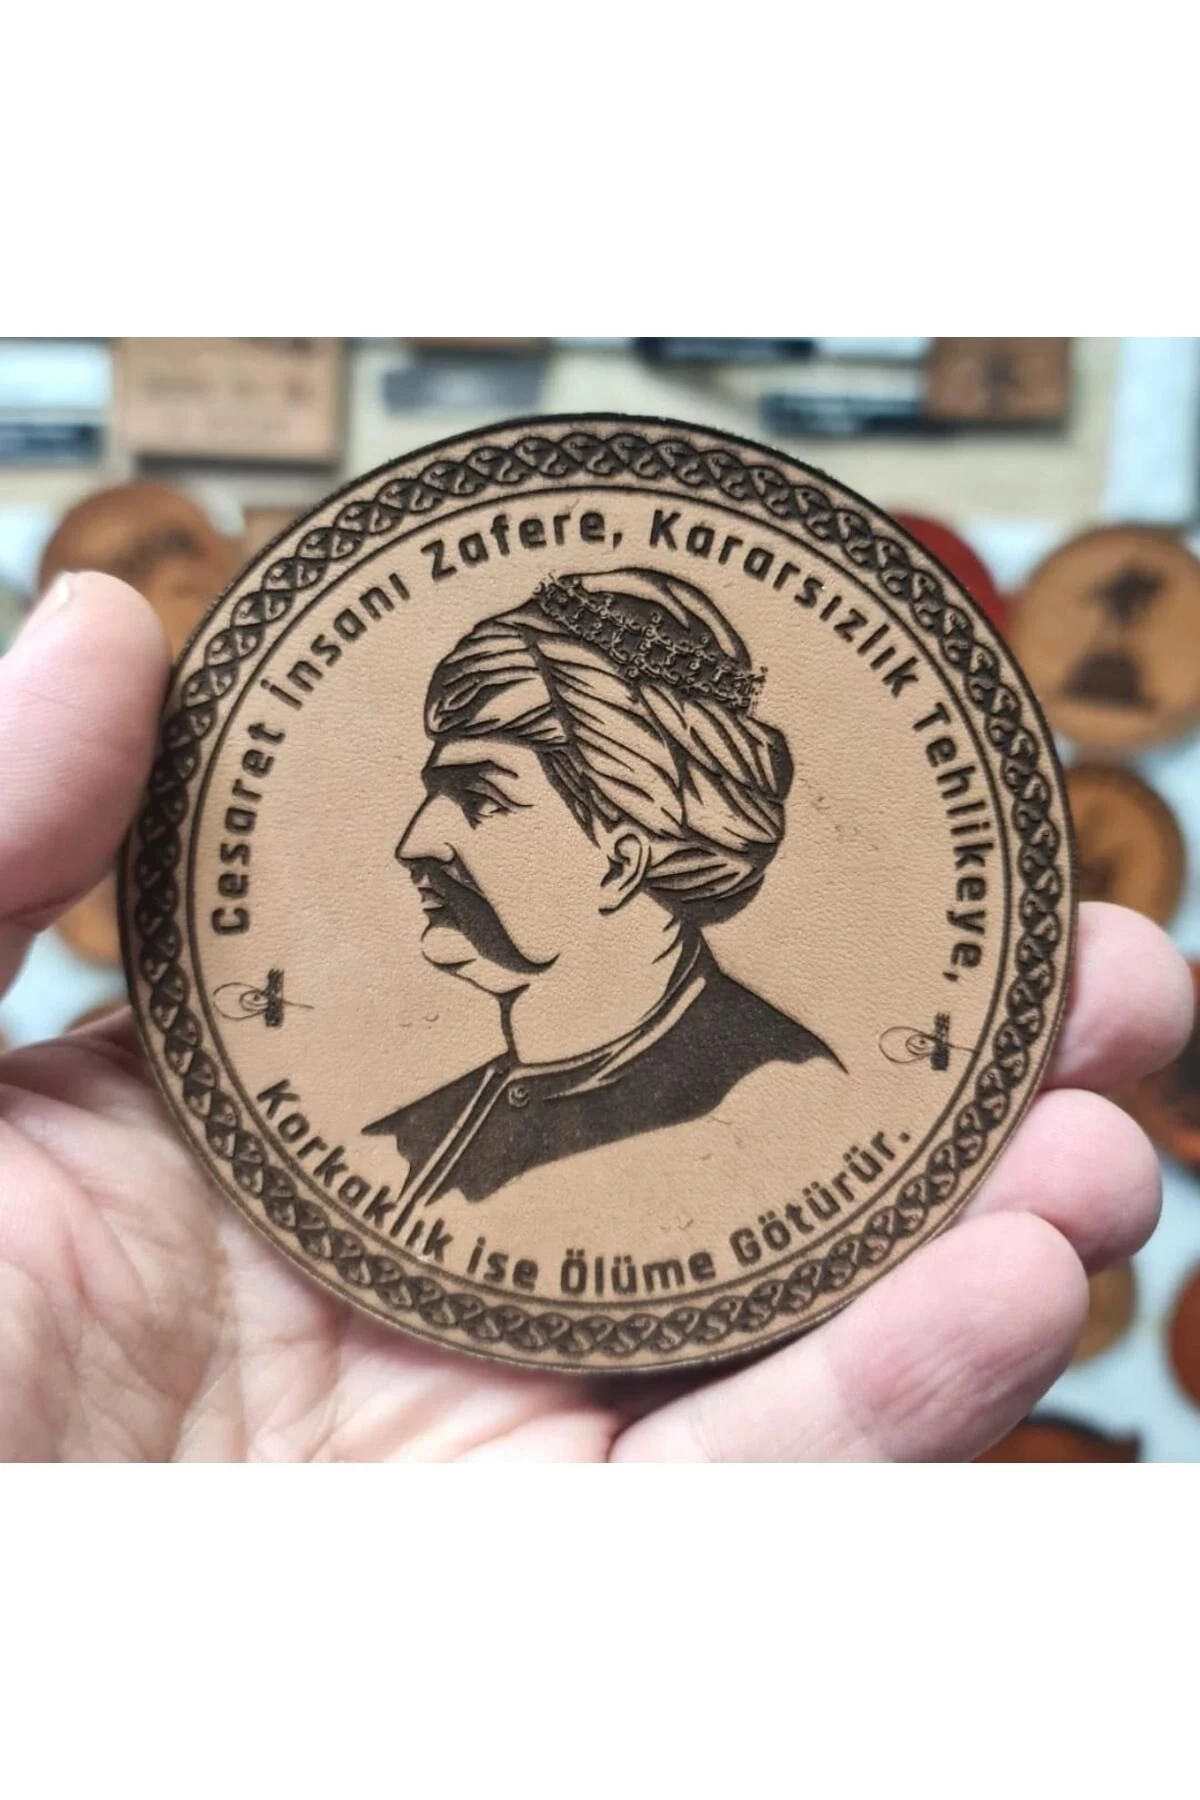 Cesaret İnsanı Zafere, Kararsızlık Tehlikeye,
Korkaklık ise Ölüme Götürür.